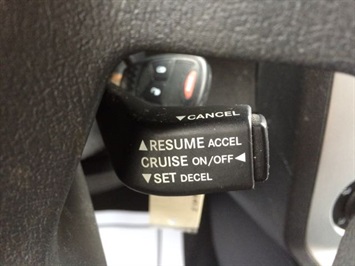 ▼CANCEL
▲RESUME ACCEL
CRUISE ON/OFF◄
▼SET DECEL